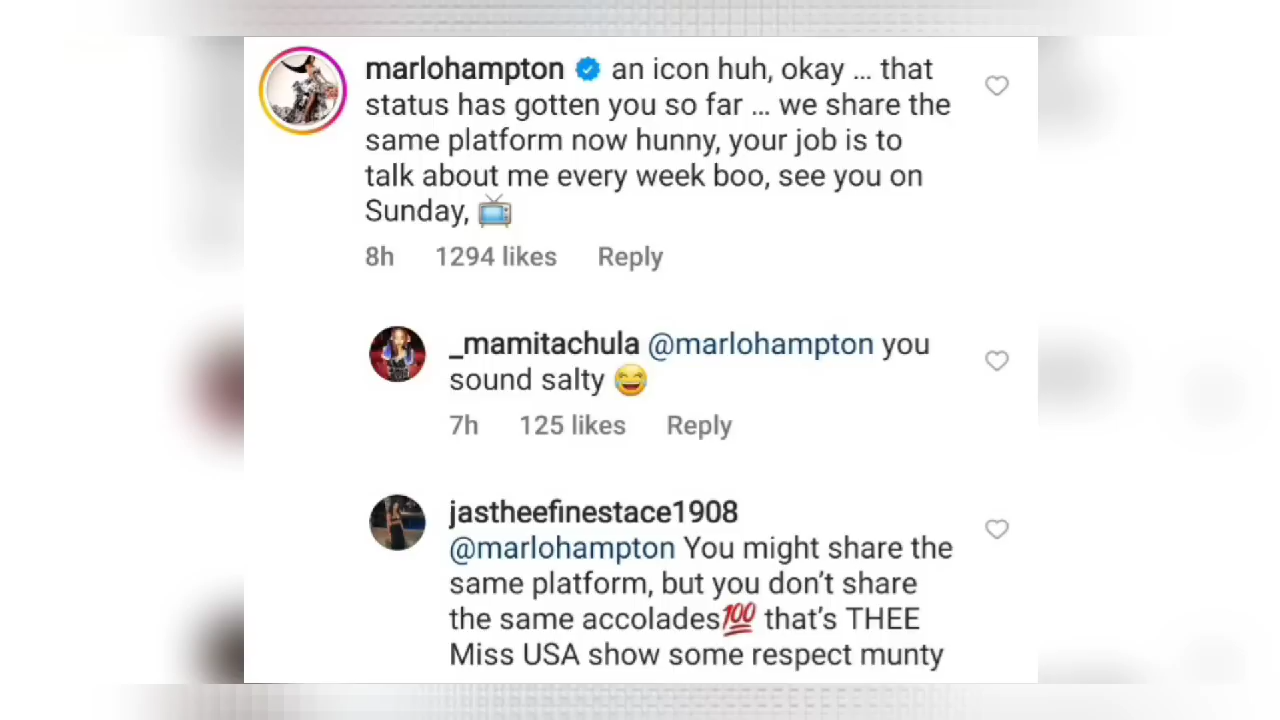 marlohampton an icon huh, okay ... that
status has gotten you so far ... we share the
same platform now hunny, your job is to
talk about me every week boo, see you on
Sunday, 📺
8h 1294 likes Reply
_mamitachula @marlohampton you
sound salty 😂
7h 125 likes Reply
jastheefinestace1908
@marlohampton You might share the
same platform, but you don't share
the same accolades💯 that's THEE
Miss USA show some respect munty